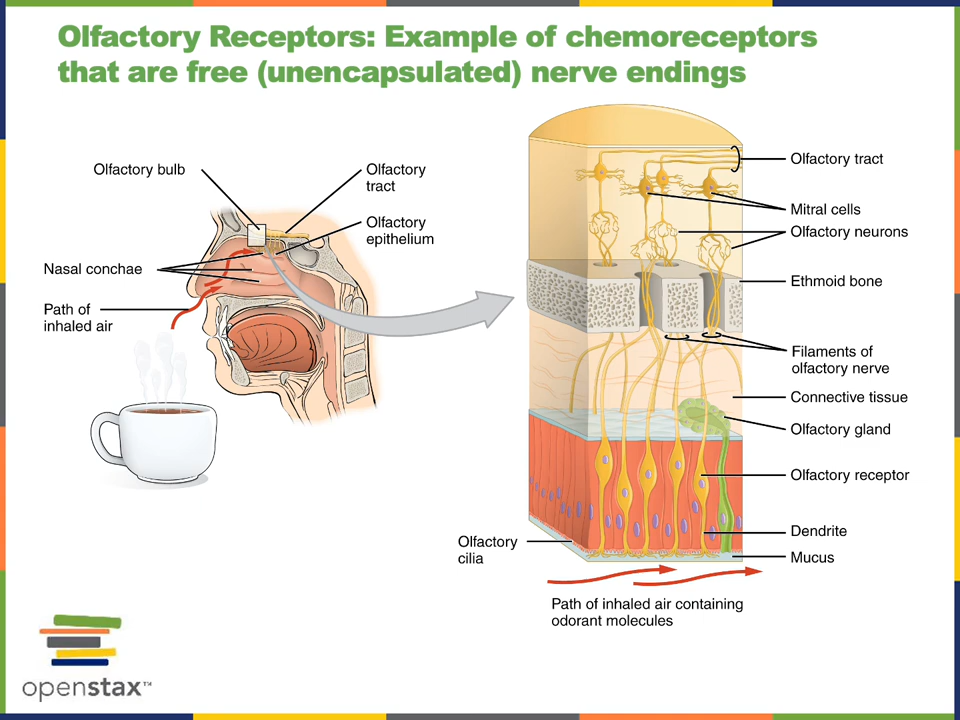 Olfactory Receptors: Example of chemoreceptors
that are free (unencapsulated) nerve endings
Olfactory bulb
Olfactory
tract
Olfactory
epithelium
Nasal conchae
Path of
inhaled air
Olfactory tract
Mitral cells
Olfactory neurons
Ethmoid bone
Filaments of
olfactory nerve
Connective tissue
Olfactory gland
Olfactory receptor
Dendrite
Mucus
Olfactory
cilia
Path of inhaled air containing
odorant molecules
openstax™